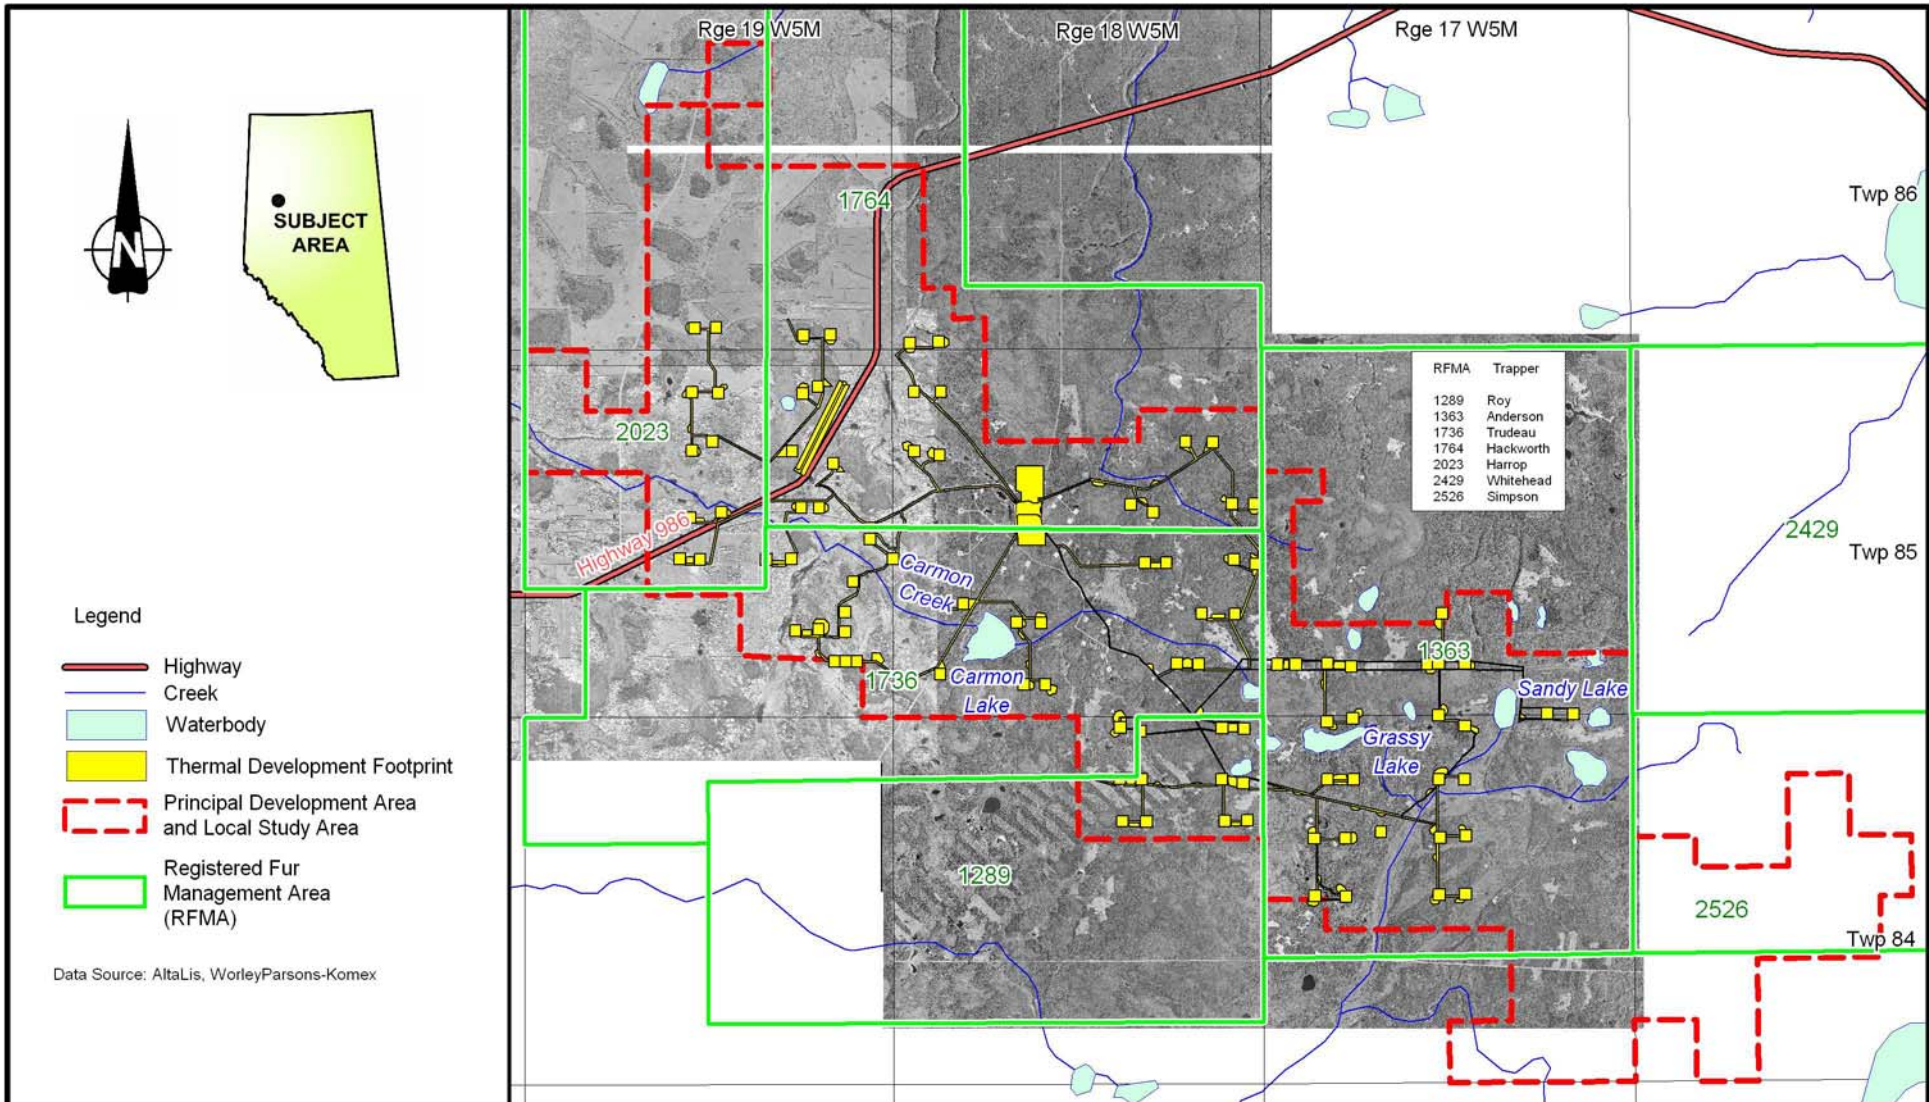 Rge 19 W5M
Rge 18 W5M
Rge 17 W5M
N
SUBJECT
AREA
1764
Twp 86
RFMA Trapper
1289 Roy
1363 Anderson
1736 Trudeau
1764 Hackworth
2023 Harrop
2429 Whitehead
2526 Simpson
2023
Highway 986
2429
Twp 85
Carmon
Creek
1363
1736
Carmon
Lake
Sandy Lake
Grassy
Lake
1289
2526
Twp 84
Legend
Highway
Creek
Waterbody
Thermal Development Footprint
Principal Development Area
and Local Study Area
Registered Fur
Management Area
(RFMA)
Data Source: AltaLis, WorleyParsons-Komex